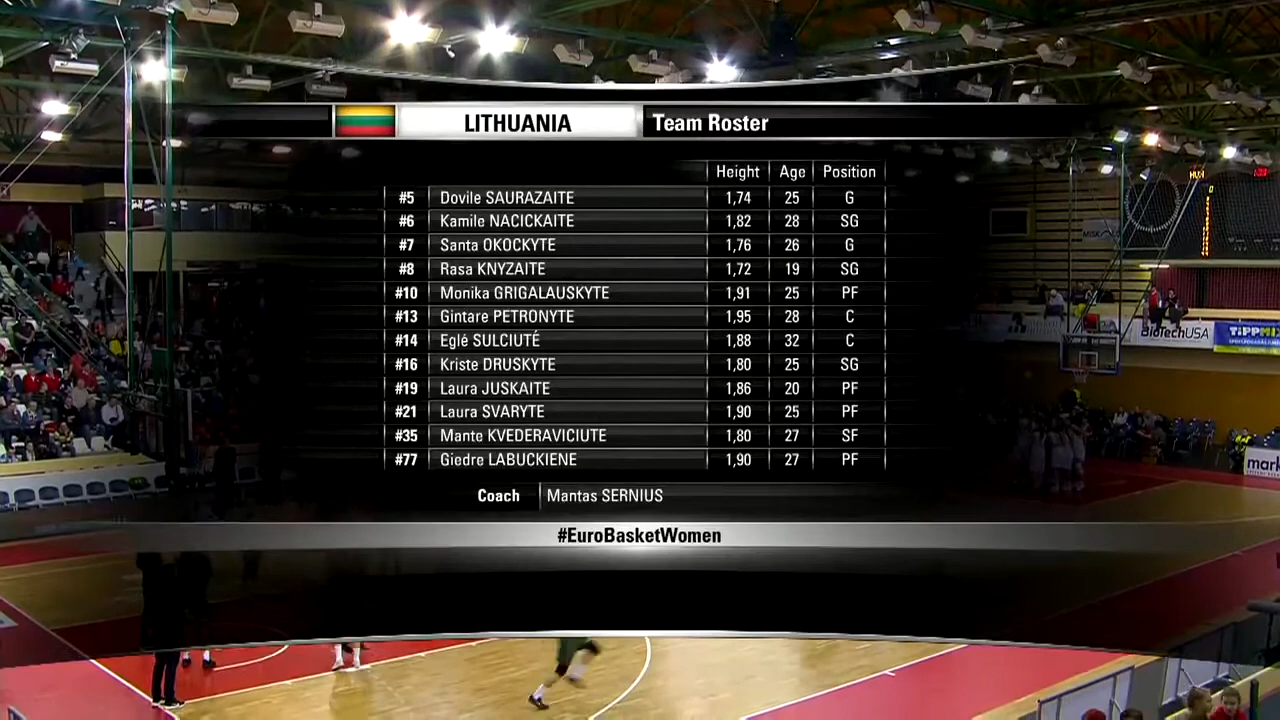 LITHUANIA Team Roster
Height Age Position
#5 Dovile SAURAZAITE 1,74 25 G
#6 Kamile NACICKAITE 1,82 28 SG
#7 Santa OKOCKYTE 1,76 26 G
#8 Rasa KNYZAITE 1,72 19 SG
#10 Monika GRIGALAUSKYTE 1,91 25 PF
#13 Gintare PETRONYTE 1,95 28 C
#14 Eglė SULCIUTÉ 1,88 32 C
#16 Kriste DRUSKYTE 1,80 25 SG
#19 Laura JUSKAITE 1,86 20 PF
#21 Laura SVARYTE 1,90 25 PF
#35 Mante KVEDERAVICIUTE 1,80 27 SF
#77 Giedre LABUCKIENE 1,90 27 PF
Coach Mantas SERNIUS
#EuroBasketWomen
HUN
BioTechUSA
TiPPMIX
mark